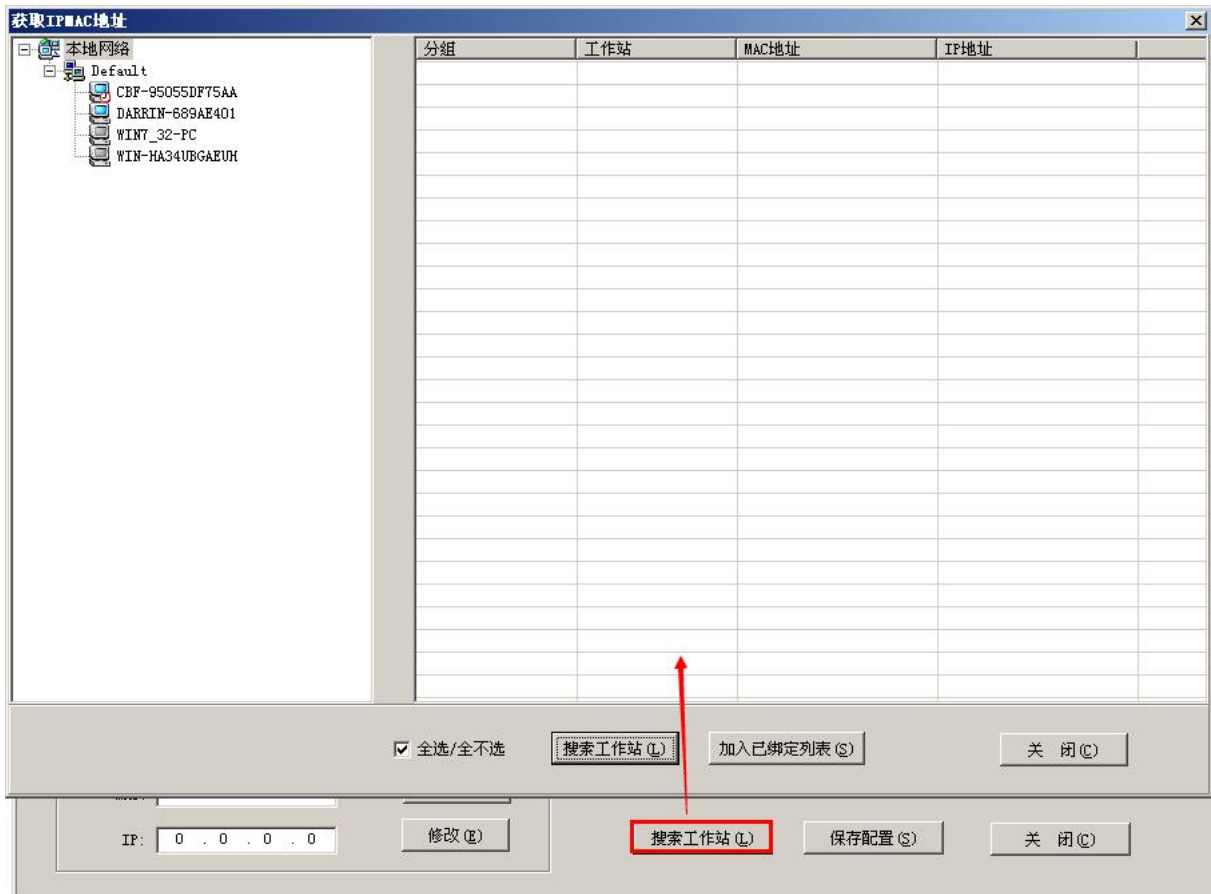 获取IPMAC地址
本地网络
Default
CBF-95055DF75AA
DARRIN-689AE401
WIN7_32-PC
WIN-HA34UBGAEUH
分组 工作站 MAC地址 IP地址
全选/全不选 搜索工作站(L) 加入已绑定列表(S) 关 闭(C)
IP: 0 . 0 . 0 . 0 修改(E) 搜索工作站(L) 保存配置(S) 关 闭(C)